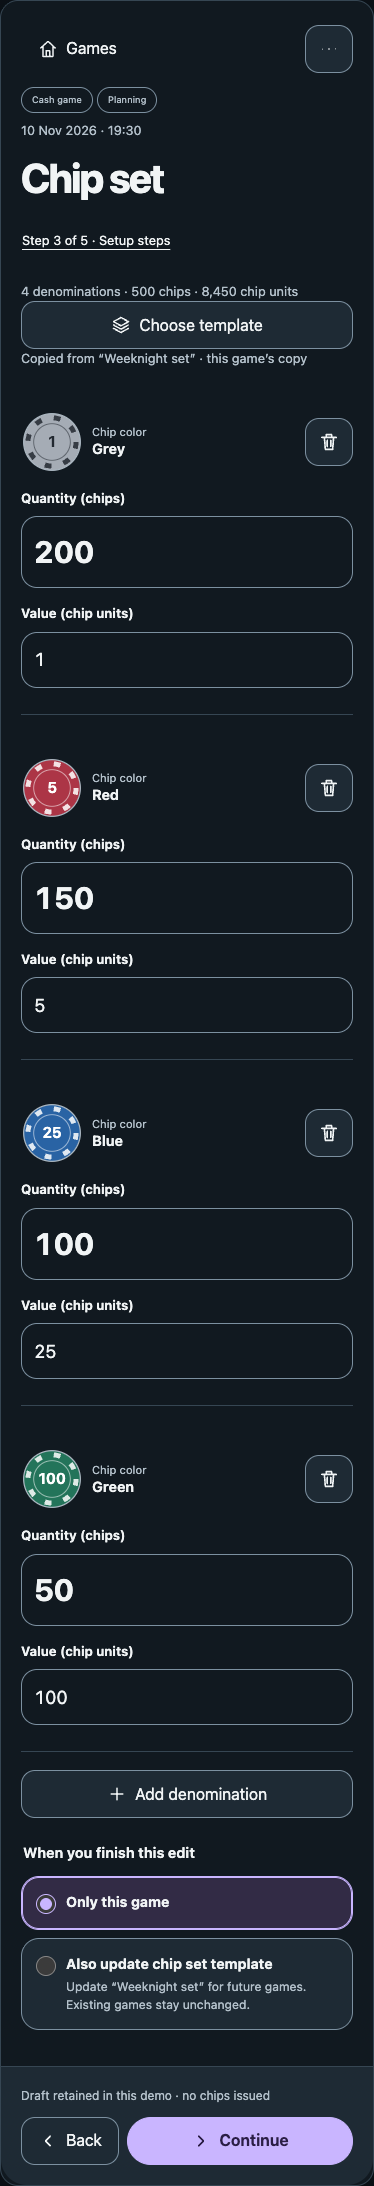 Games
Cash game Planning
10 Nov 2026 · 19:30
Chip set
Step 3 of 5 · Setup steps
4 denominations · 500 chips · 8,450 chip units
Choose template
Copied from “Weeknight set” · this game’s copy
1
Chip color
Grey
Quantity (chips)
200
Value (chip units)
1
5
Chip color
Red
Quantity (chips)
150
Value (chip units)
5
25
Chip color
Blue
Quantity (chips)
100
Value (chip units)
25
100
Chip color
Green
Quantity (chips)
50
Value (chip units)
100
Add denomination
When you finish this edit
Only this game
Also update chip set template
Update “Weeknight set” for future games.
Existing games stay unchanged.
Draft retained in this demo · no chips issued
Back Continue